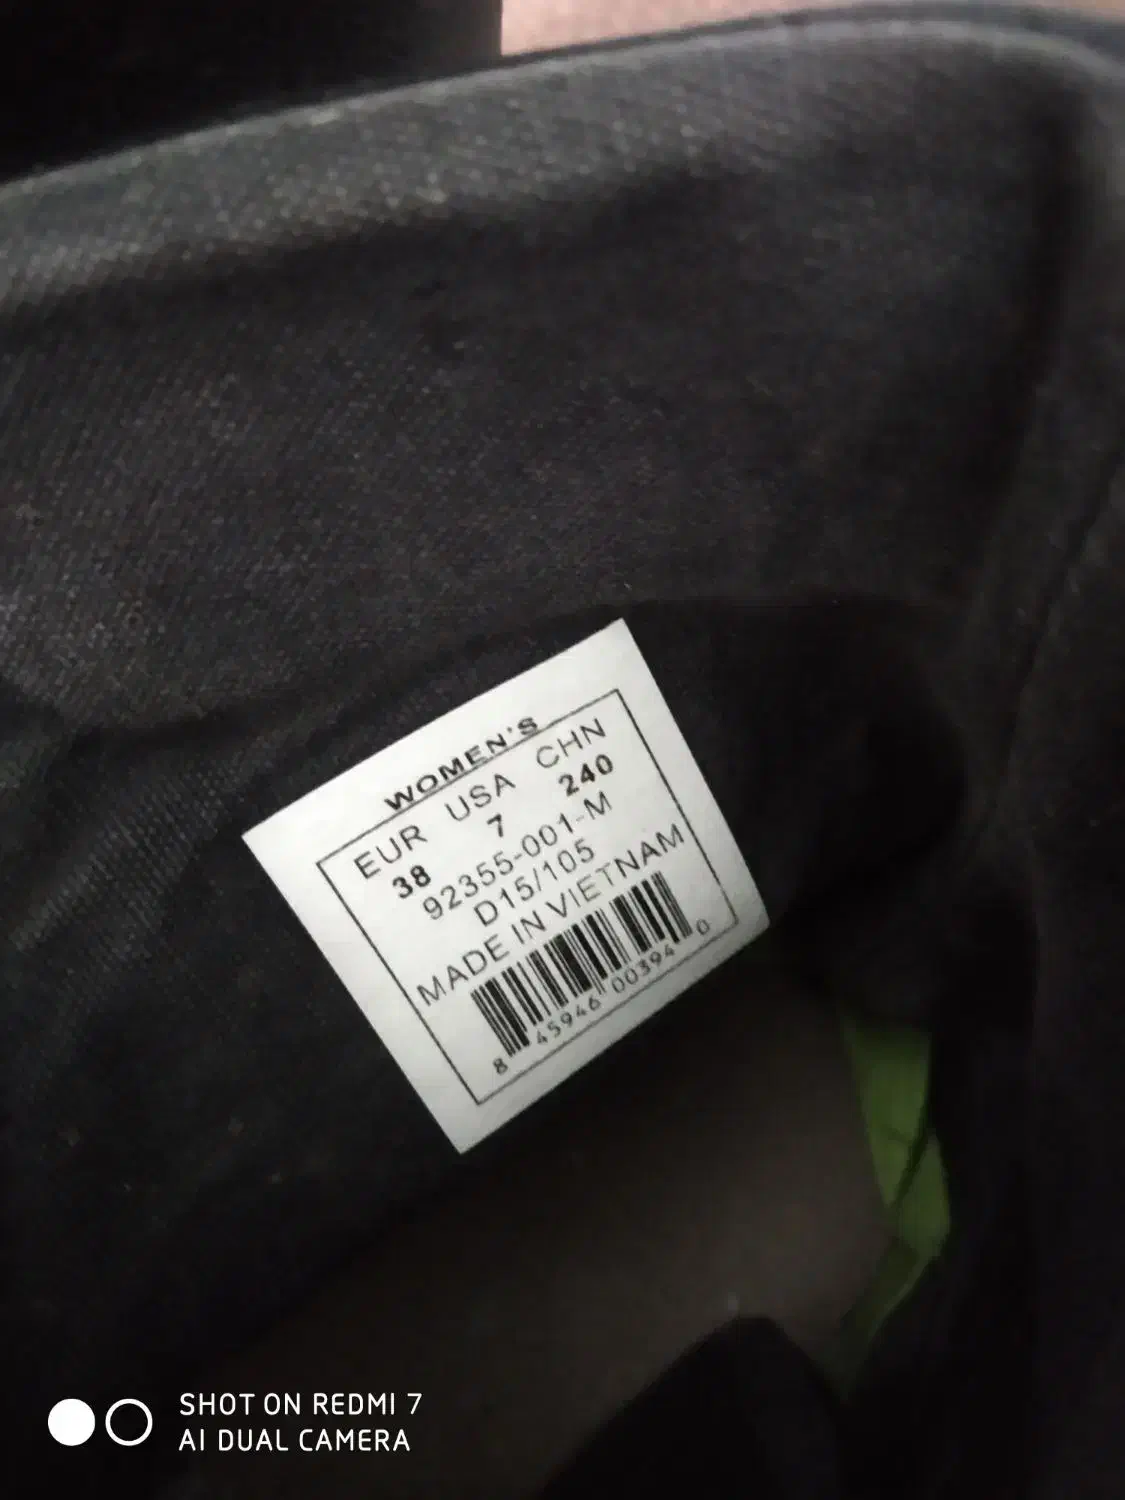 WOMEN'S
EUR USA CHN
38 7 240
92355-001-M
D15/105
MADE IN VIETNAM
8 45946 00394 0
SHOT ON REDMI 7
AI DUAL CAMERA